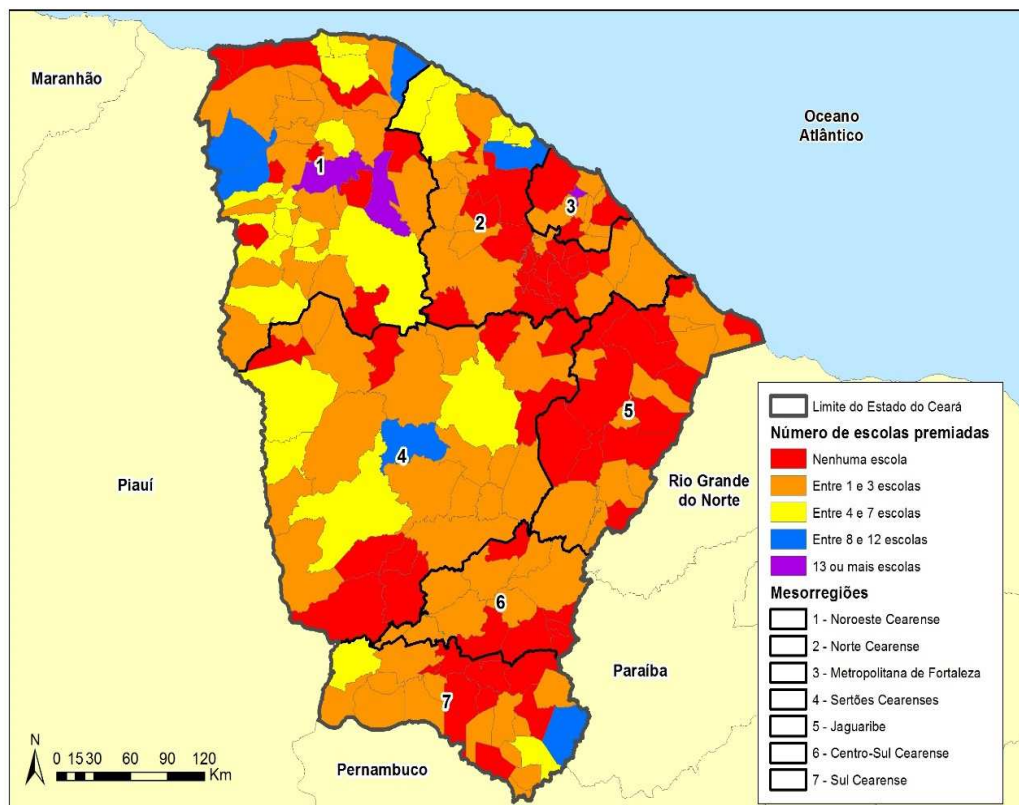 Maranhão
Oceano
Atlântico
1
2
3
4
5
6
7
Piauí
Rio Grande
do Norte
Paraíba
Pernambuco
N
0 15 30 60 90 120
Km
Limite do Estado do Ceará
Número de escolas premiadas
Nenhuma escola
Entre 1 e 3 escolas
Entre 4 e 7 escolas
Entre 8 e 12 escolas
13 ou mais escolas
Mesorregiões
1 - Noroeste Cearense
2 - Norte Cearense
3 - Metropolitana de Fortaleza
4 - Sertões Cearenses
5 - Jaguaribe
6 - Centro-Sul Cearense
7 - Sul Cearense